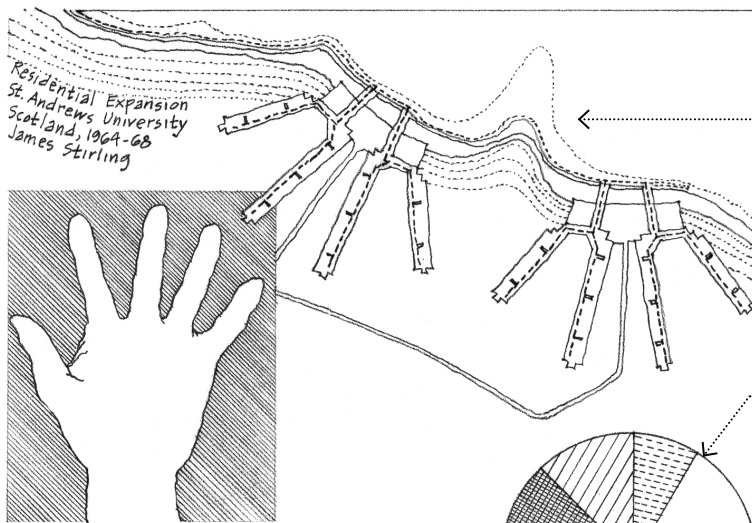 Residential Expansion
St. Andrews University
Scotland, 1964-68
James Stirling